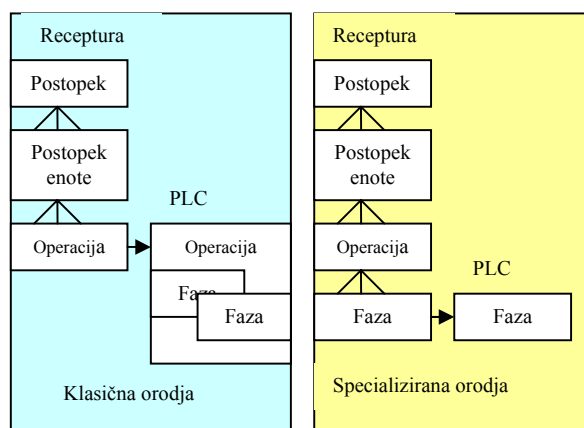 Receptura
Postopek
Postopek
enote
PLC
Operacija
Operacija
Faza
Faza
Klasična orodja
Receptura
Postopek
Postopek
enote
Operacija
PLC
Faza
Faza
Specializirana orodja